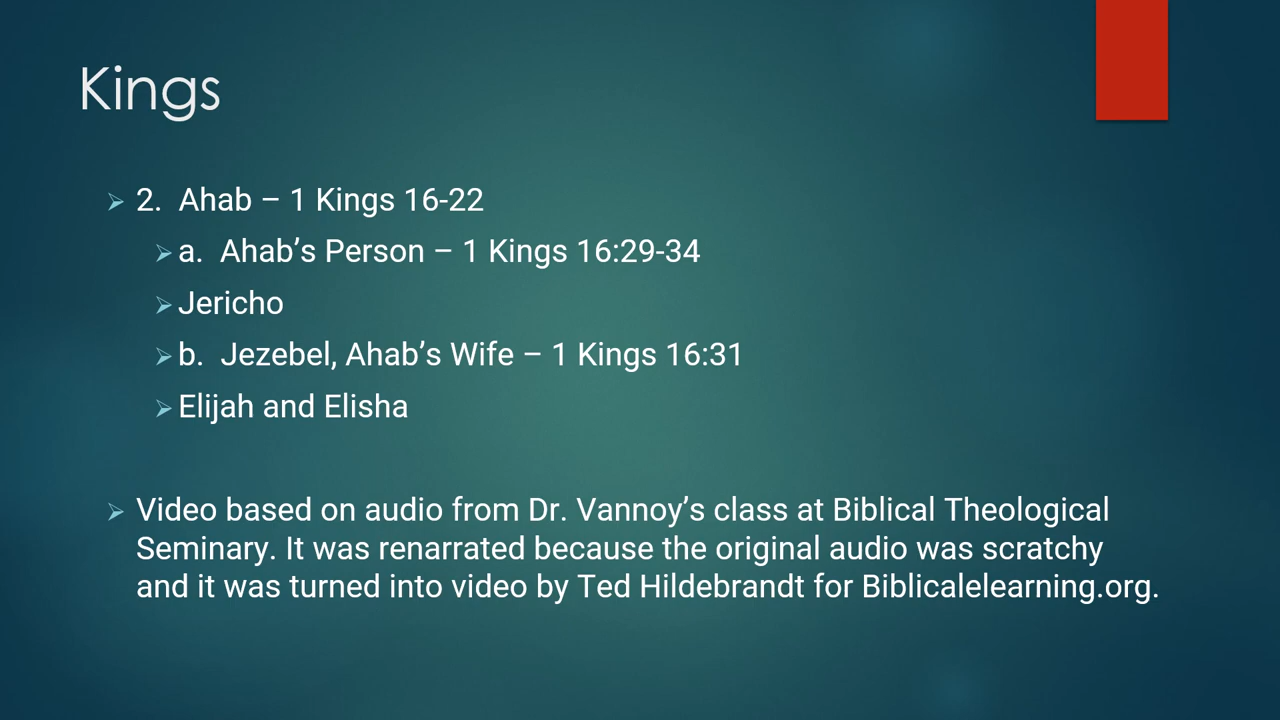 Kings
2. Ahab – 1 Kings 16-22
a. Ahab’s Person – 1 Kings 16:29-34
Jericho
b. Jezebel, Ahab’s Wife – 1 Kings 16:31
Elijah and Elisha
Video based on audio from Dr. Vannoy’s class at Biblical Theological
Seminary. It was renarrated because the original audio was scratchy
and it was turned into video by Ted Hildebrandt for Biblicalelearning.org.